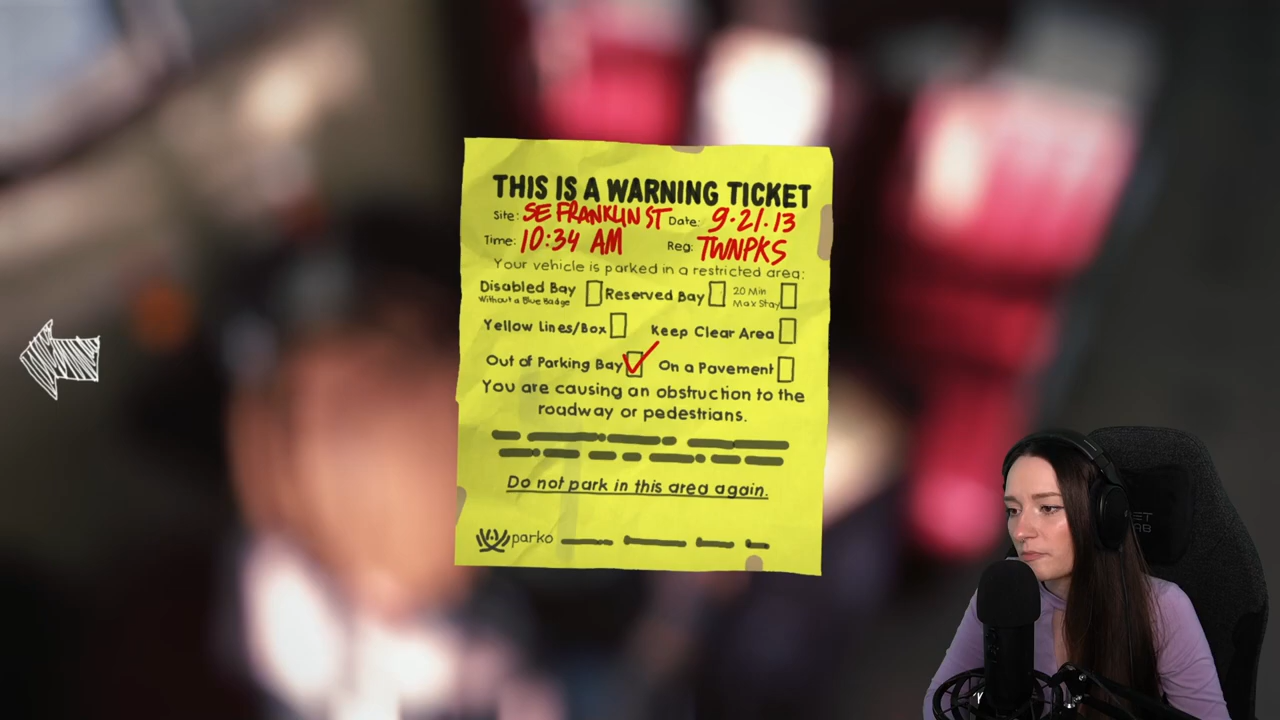 THIS IS A WARNING TICKET
Site: SE FRANKLIN ST Date: 9.21.13
Time: 10:34 AM Reg: TWNPKS
Your vehicle is parked in a restricted area:
Disabled Bay Reserved Bay 20 Min
Without a Blue Badge Max Stay
Yellow Lines/Box Keep Clear Area
Out of Parking Bay On a Pavement
You are causing an obstruction to the
roadway or pedestrians.
Do not park in this area again.
parko